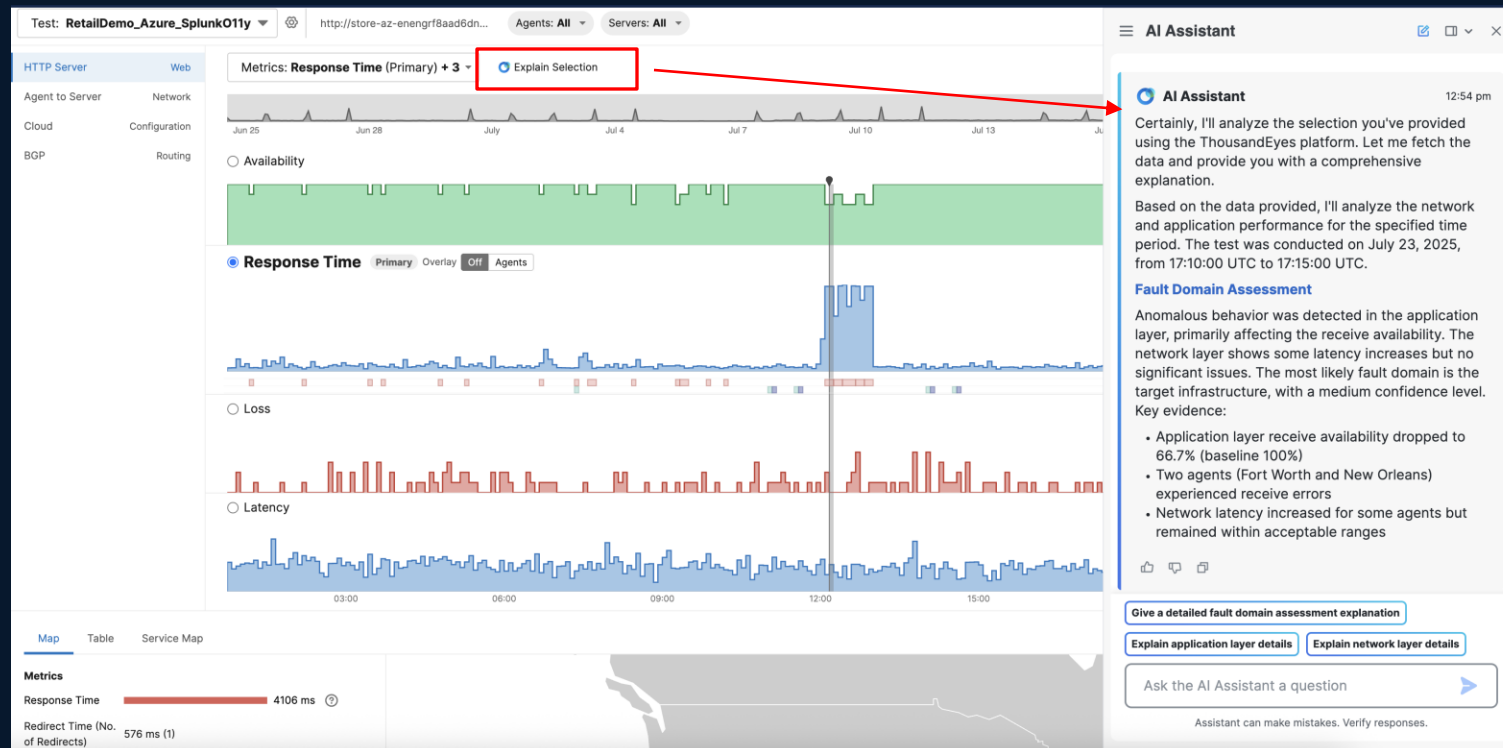 Test: RetailDemo_Azure_SplunkO11y
http://store-az-enengrf8aad6dn...
Agents: All
Servers: All
HTTP Server Web
Agent to Server Network
Cloud Configuration
BGP Routing
Metrics: Response Time (Primary) + 3
Explain Selection
Jun 25 Jun 28 July Jul 4 Jul 7 Jul 10 Jul 13 Ju
Availability
Response Time Primary Overlay Off Agents
Loss
Latency
03:00 06:00 09:00 12:00 15:00
Map Table Service Map
Metrics
Response Time 4106 ms ?
Redirect Time (No.
of Redirects) 576 ms (1)
AI Assistant
AI Assistant 12:54 pm
Certainly, I'll analyze the selection you've provided
using the ThousandEyes platform. Let me fetch the
data and provide you with a comprehensive
explanation.
Based on the data provided, I'll analyze the network
and application performance for the specified time
period. The test was conducted on July 23, 2025,
from 17:10:00 UTC to 17:15:00 UTC.
Fault Domain Assessment
Anomalous behavior was detected in the application
layer, primarily affecting the receive availability. The
network layer shows some latency increases but no
significant issues. The most likely fault domain is the
target infrastructure, with a medium confidence level.
Key evidence:
• Application layer receive availability dropped to
66.7% (baseline 100%)
• Two agents (Fort Worth and New Orleans)
experienced receive errors
• Network latency increased for some agents but
remained within acceptable ranges
Give a detailed fault domain assessment explanation
Explain application layer details
Explain network layer details
Ask the AI Assistant a question
Assistant can make mistakes. Verify responses.